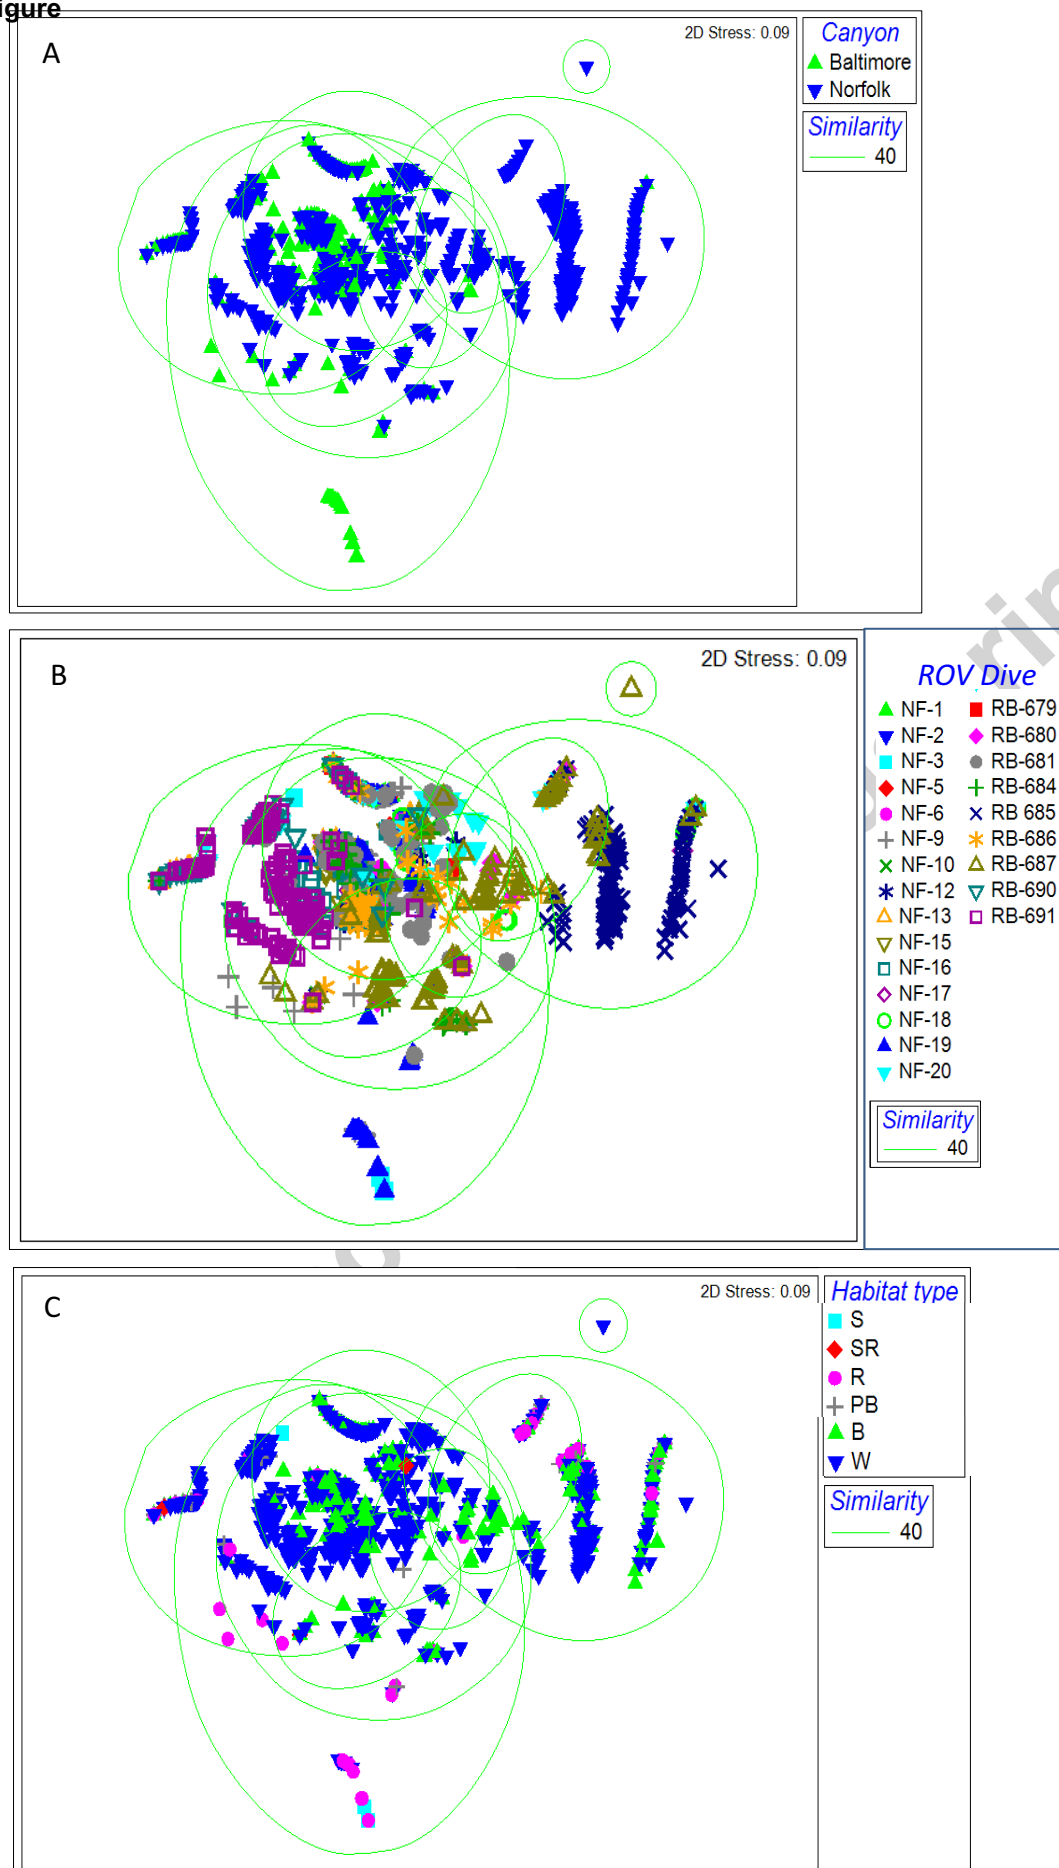 igure
A
2D Stress: 0.09
Canyon
Baltimore
Norfolk
Similarity
40
B
2D Stress: 0.09
ROV Dive
NF-1
NF-2
NF-3
NF-5
NF-6
NF-9
NF-10
NF-12
NF-13
NF-15
NF-16
NF-17
NF-18
NF-19
NF-20
RB-679
RB-680
RB-681
RB-684
RB 685
RB-686
RB-687
RB-690
RB-691
Similarity
40
C
2D Stress: 0.09
Habitat type
S
SR
R
PB
B
W
Similarity
40